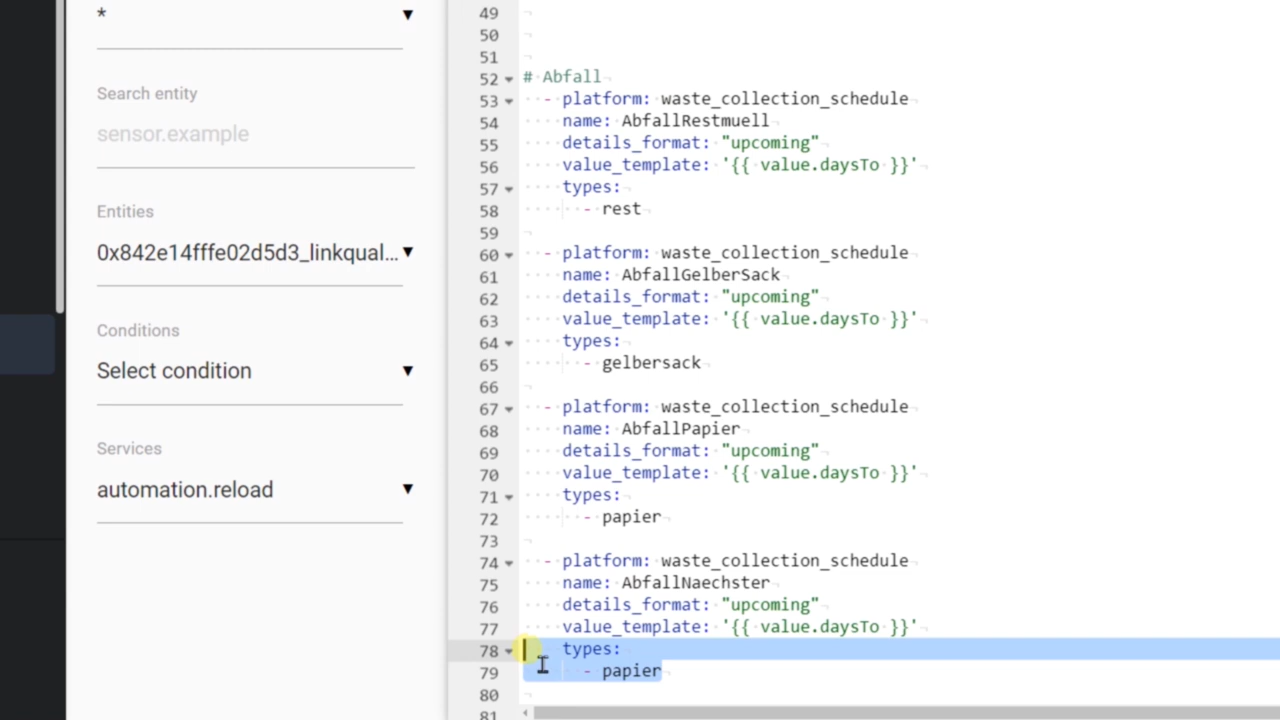 *
Search entity
sensor.example
Entities
0x842e14fffe02d5d3_linkqual...
Conditions
Select condition
Services
automation.reload
49
50
51
52 # Abfall
53 - platform: waste_collection_schedule
54 name: AbfallRestmuell
55 details_format: "upcoming"
56 value_template: '{{ value.daysTo }}'
57 types:
58 - rest
59
60 - platform: waste_collection_schedule
61 name: AbfallGelberSack
62 details_format: "upcoming"
63 value_template: '{{ value.daysTo }}'
64 types:
65 - gelbersack
66
67 - platform: waste_collection_schedule
68 name: AbfallPapier
69 details_format: "upcoming"
70 value_template: '{{ value.daysTo }}'
71 types:
72 - papier
73
74 - platform: waste_collection_schedule
75 name: AbfallNaechster
76 details_format: "upcoming"
77 value_template: '{{ value.daysTo }}'
78 types:
79 - papier
80
81